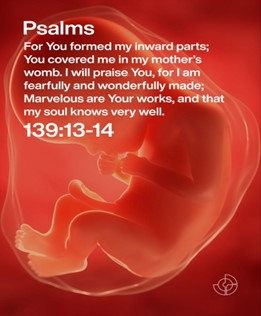 Psalms
For You formed my inward parts;
You covered me in my mother's
womb. I will praise You, for I am
fearfully and wonderfully made;
Marvelous are Your works, and that
my soul knows very well.
139:13-14